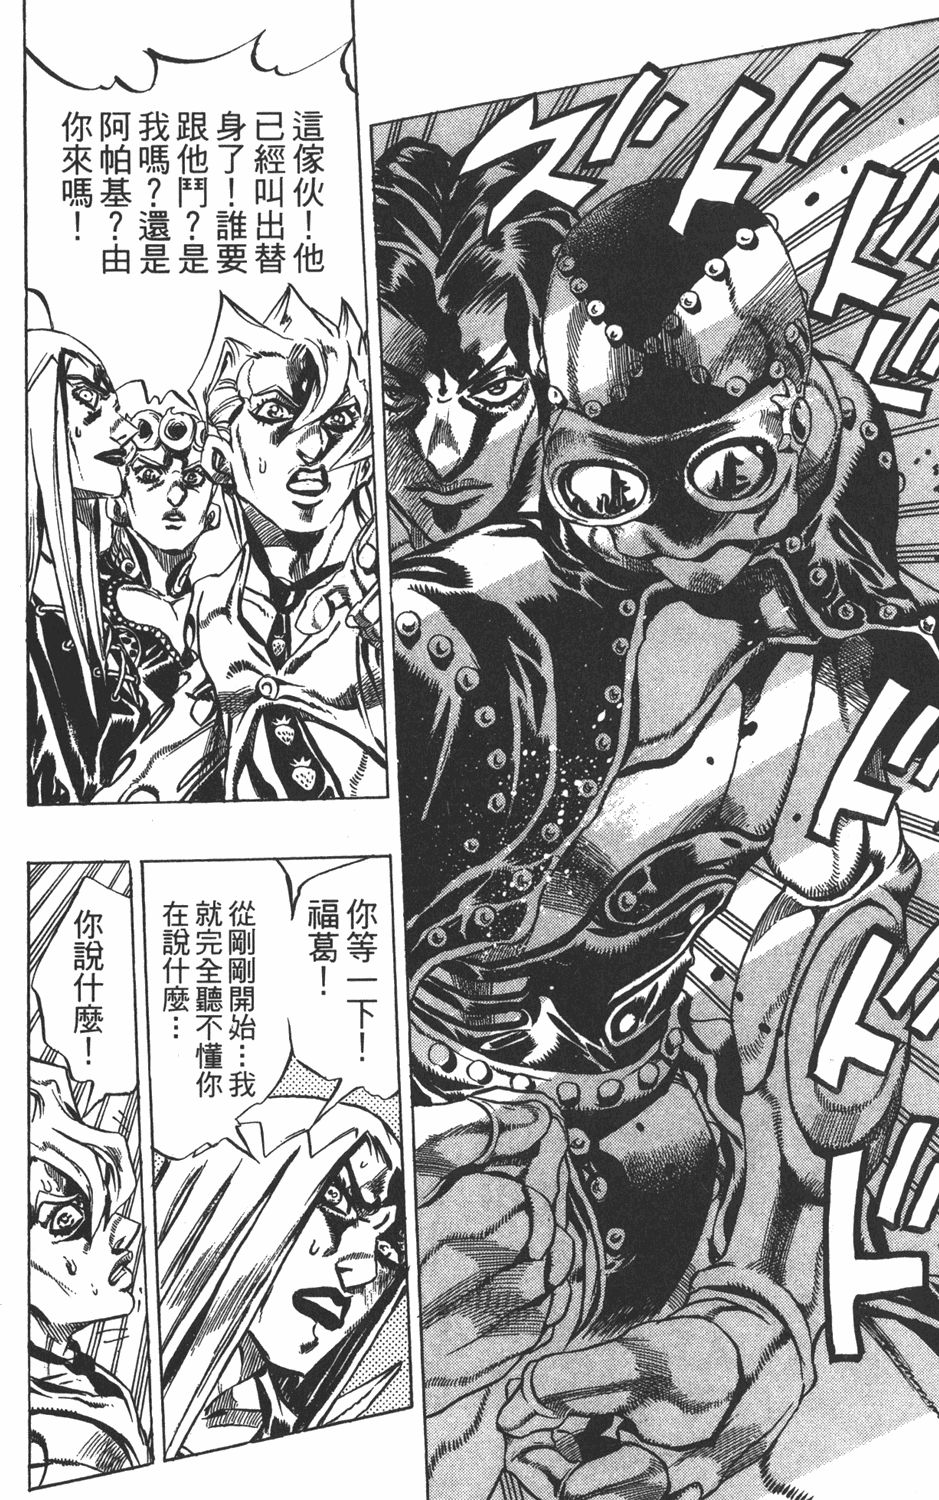 ズドドド
ドドドド
這傢伙！他
已經叫出替
身了！誰要
跟他鬥？是
我嗎？還是
阿帕基？由
你來嗎！
你等一下！
福葛！
從剛剛開始…我
就完全聽不懂你
在說什麼…
你說什麼！